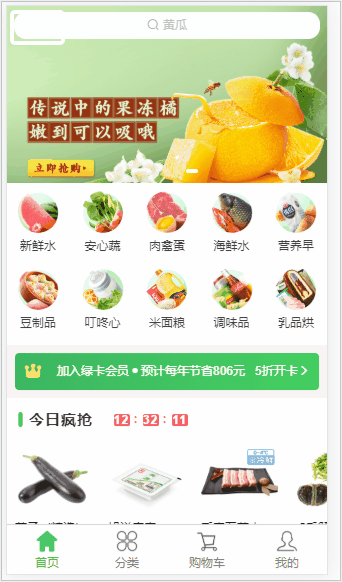 黄瓜
传说中的果冻橘
嫩到可以吸哦
立即抢购
新鲜水 安心蔬 肉禽蛋 海鲜水 营养早
豆制品 叮咚心 米面粮 调味品 乳品烘
加入绿卡会员 ● 预计每年节省806元 5折开卡 >
今日疯抢 12 : 32 : 11
首页 分类 购物车 我的